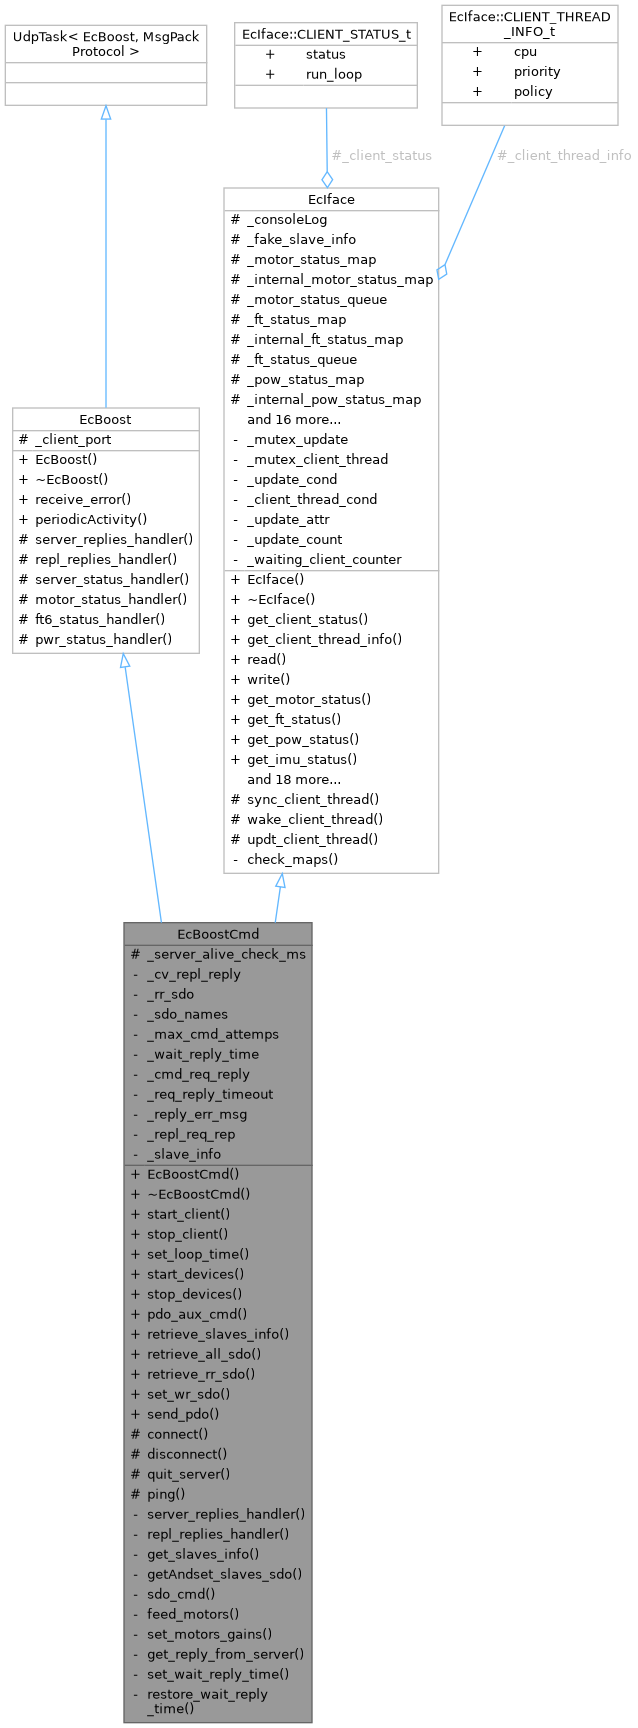 UdpTask< EcBoost, MsgPack
Protocol >
EcIface::CLIENT_STATUS_t
+ status
+ run_loop
EcIface::CLIENT_THREAD
_INFO_t
+ cpu
+ priority
+ policy
#_client_status
#_client_thread_info
EcIface
# _consoleLog
# _fake_slave_info
# _motor_status_map
# _internal_motor_status_map
# _motor_status_queue
# _ft_status_map
# _internal_ft_status_map
# _ft_status_queue
# _pow_status_map
# _internal_pow_status_map
and 16 more...
- _mutex_update
- _mutex_client_thread
- _update_cond
- _client_thread_cond
- _update_attr
- _update_count
- _waiting_client_counter
+ EcIface()
+ ~EcIface()
+ get_client_status()
+ get_client_thread_info()
+ read()
+ write()
+ get_motor_status()
+ get_ft_status()
+ get_pow_status()
+ get_imu_status()
and 18 more...
# sync_client_thread()
# wake_client_thread()
# updt_client_thread()
- check_maps()
EcBoost
# _client_port
+ EcBoost()
+ ~EcBoost()
+ receive_error()
+ periodicActivity()
# server_replies_handler()
# repl_replies_handler()
# server_status_handler()
# motor_status_handler()
# ft6_status_handler()
# pwr_status_handler()
EcBoostCmd
# _server_alive_check_ms
- _cv_repl_reply
- _rr_sdo
- _sdo_names
- _max_cmd_attemps
- _wait_reply_time
- _cmd_req_reply
- _req_reply_timeout
- _reply_err_msg
- _repl_req_rep
- _slave_info
+ EcBoostCmd()
+ ~EcBoostCmd()
+ start_client()
+ stop_client()
+ set_loop_time()
+ start_devices()
+ stop_devices()
+ pdo_aux_cmd()
+ retrieve_slaves_info()
+ retrieve_all_sdo()
+ retrieve_rr_sdo()
+ set_wr_sdo()
+ send_pdo()
# connect()
# disconnect()
# quit_server()
# ping()
- server_replies_handler()
- repl_replies_handler()
- get_slaves_info()
- getAndset_slaves_sdo()
- sdo_cmd()
- feed_motors()
- set_motors_gains()
- get_reply_from_server()
- set_wait_reply_time()
- restore_wait_reply
_time()